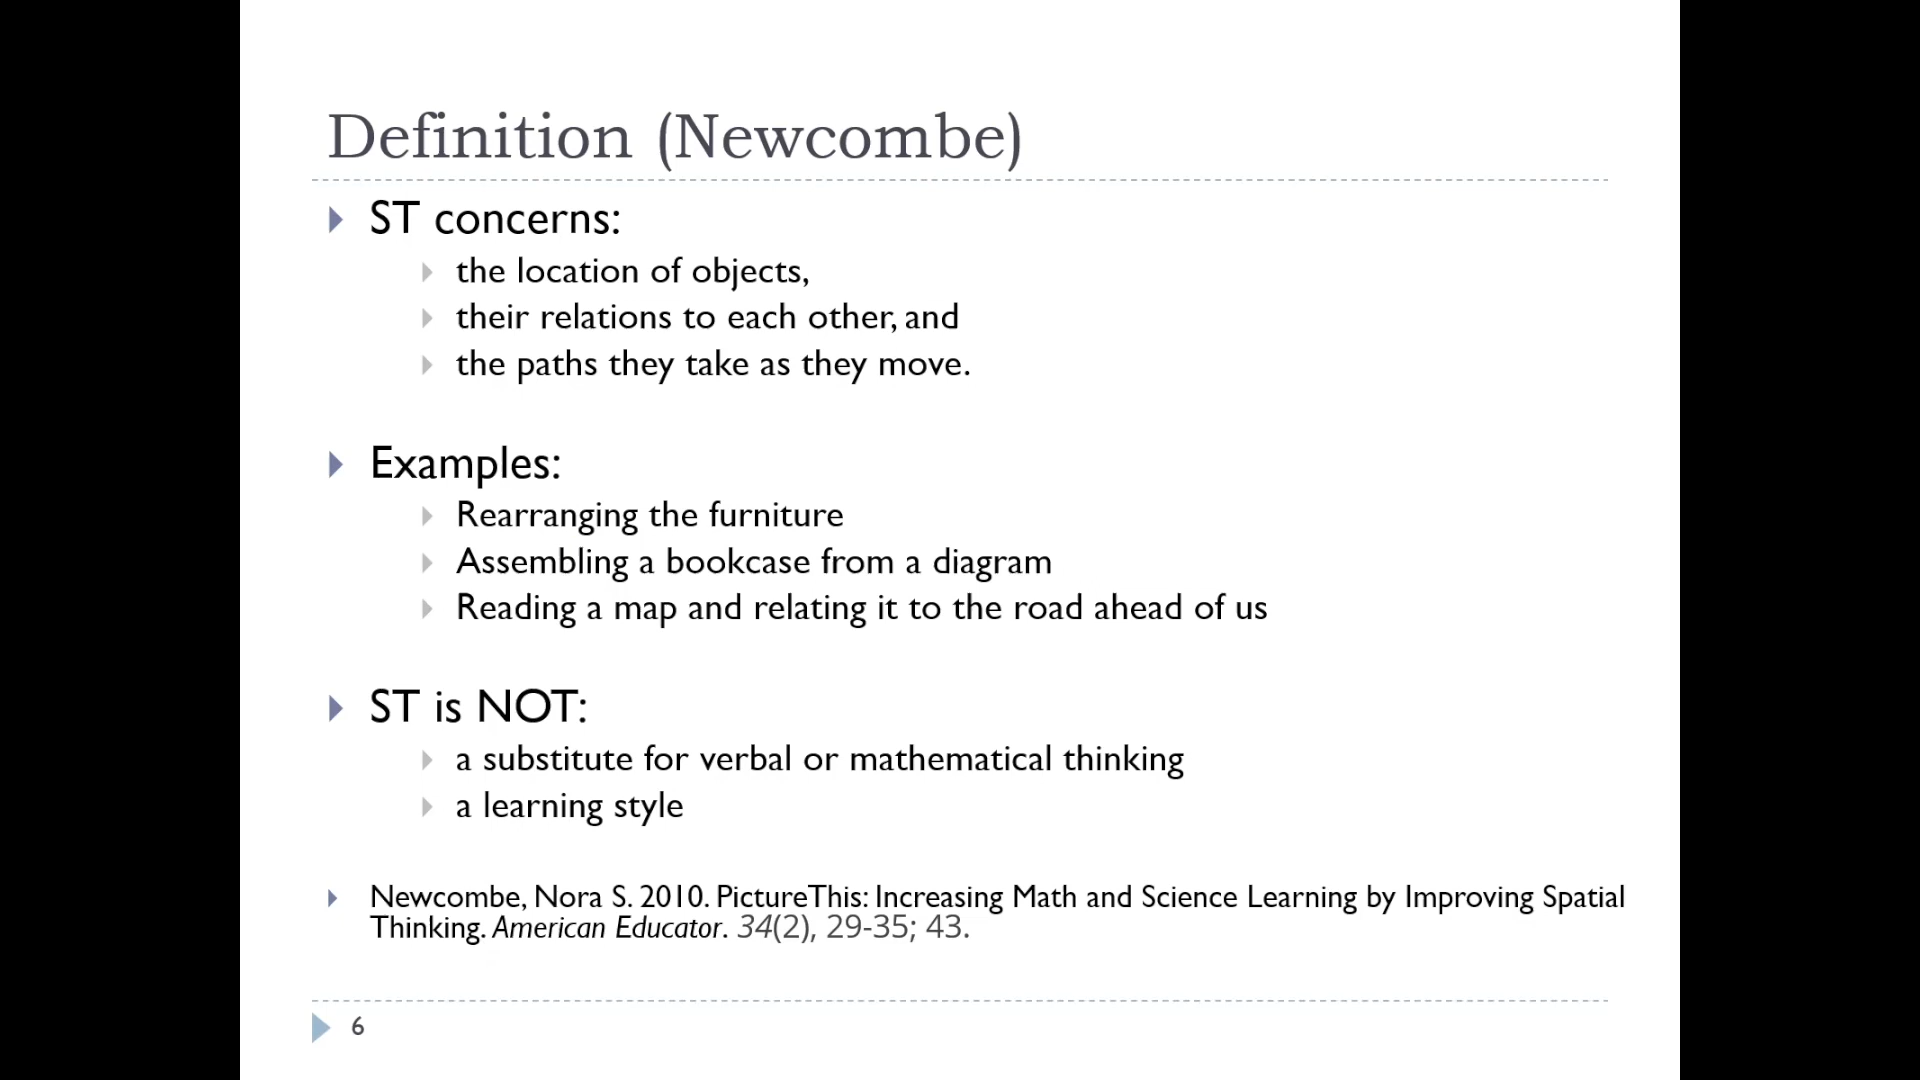 Definition (Newcombe)
ST concerns:
the location of objects,
their relations to each other, and
the paths they take as they move.
Examples:
Rearranging the furniture
Assembling a bookcase from a diagram
Reading a map and relating it to the road ahead of us
ST is NOT:
a substitute for verbal or mathematical thinking
a learning style
Newcombe, Nora S. 2010. Picture This: Increasing Math and Science Learning by Improving Spatial
Thinking. American Educator. 34(2), 29-35; 43.
6